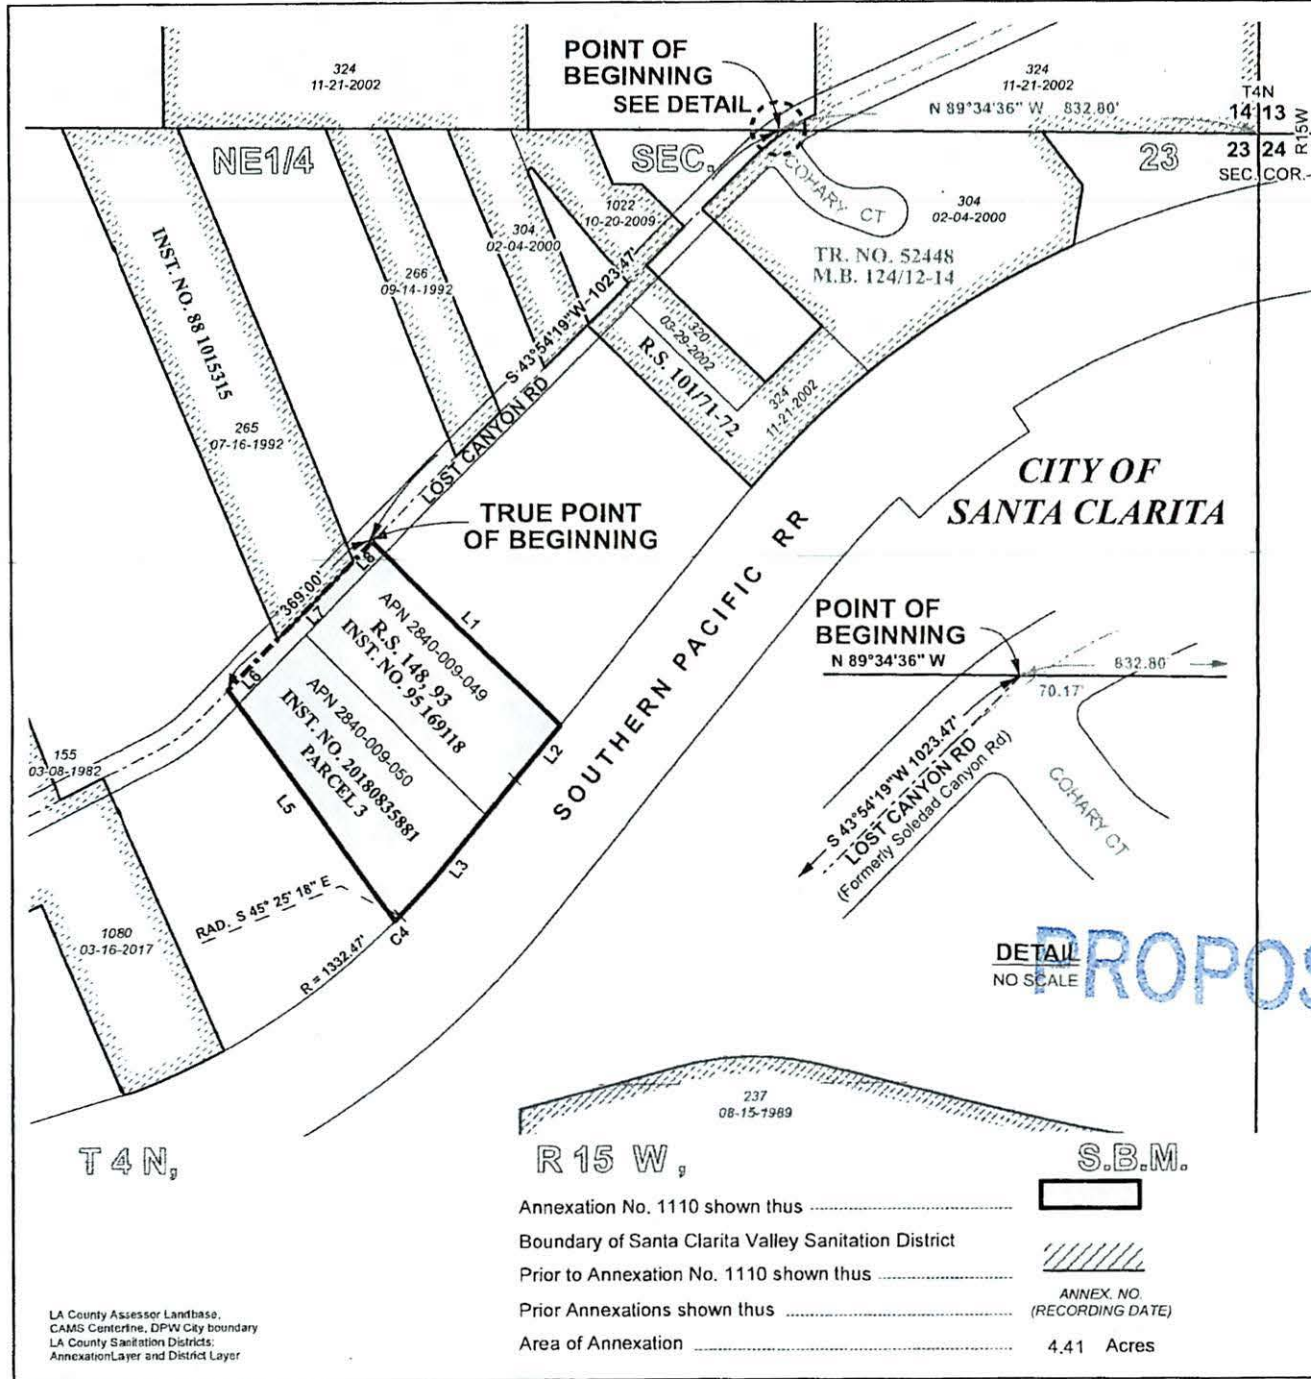 324
11-21-2002
POINT OF
BEGINNING
SEE DETAIL
324
11-21-2002
N 89°34'36" W 832.80'
T4N
14 13
R15W
23 24
SEC. COR.
NE1/4
SEC.
23
COHARY CT
304
02-04-2000
TR. NO. 52448
M.B. 124/12-14
1022
10-20-2009
304
02-04-2000
266
09-14-1992
INST. NO. 88 1015315
265
07-16-1992
S 43°54'19"W 1023.47'
LOST CANYON RD
320
03-29-2002
R.S. 101/71-72
324
11-21-2002
CITY OF
SANTA CLARITA
TRUE POINT
OF BEGINNING
369.00'
L8
L7
L6
L1
APN 2840-009-049
R.S. 148, 93
INST. NO. 95 169118
APN 2840-009-050
INST. NO. 20180835881
PARCEL 3
L2
L3
L5
C4
SOUTHERN PACIFIC RR
155
03-08-1982
RAD. S 45° 25' 18" E
R = 1332.47'
1080
03-16-2017
POINT OF
BEGINNING
N 89°34'36" W
832.80
70.17'
S 43°54'19"W 1023.47'
LOST CANYON RD
(Formerly Soledad Canyon Rd)
COHARY CT
DETAIL
NO SCALE
PROPOS
237
08-15-1989
T 4 N,
R 15 W,
S.B.M.
Annexation No. 1110 shown thus
Boundary of Santa Clarita Valley Sanitation District
Prior to Annexation No. 1110 shown thus
Prior Annexations shown thus
ANNEX. NO.
(RECORDING DATE)
Area of Annexation
4.41 Acres
LA County Assessor Landbase,
CAMS Centerline, DPW City boundary
LA County Sanitation Districts:
AnnexationLayer and District Layer